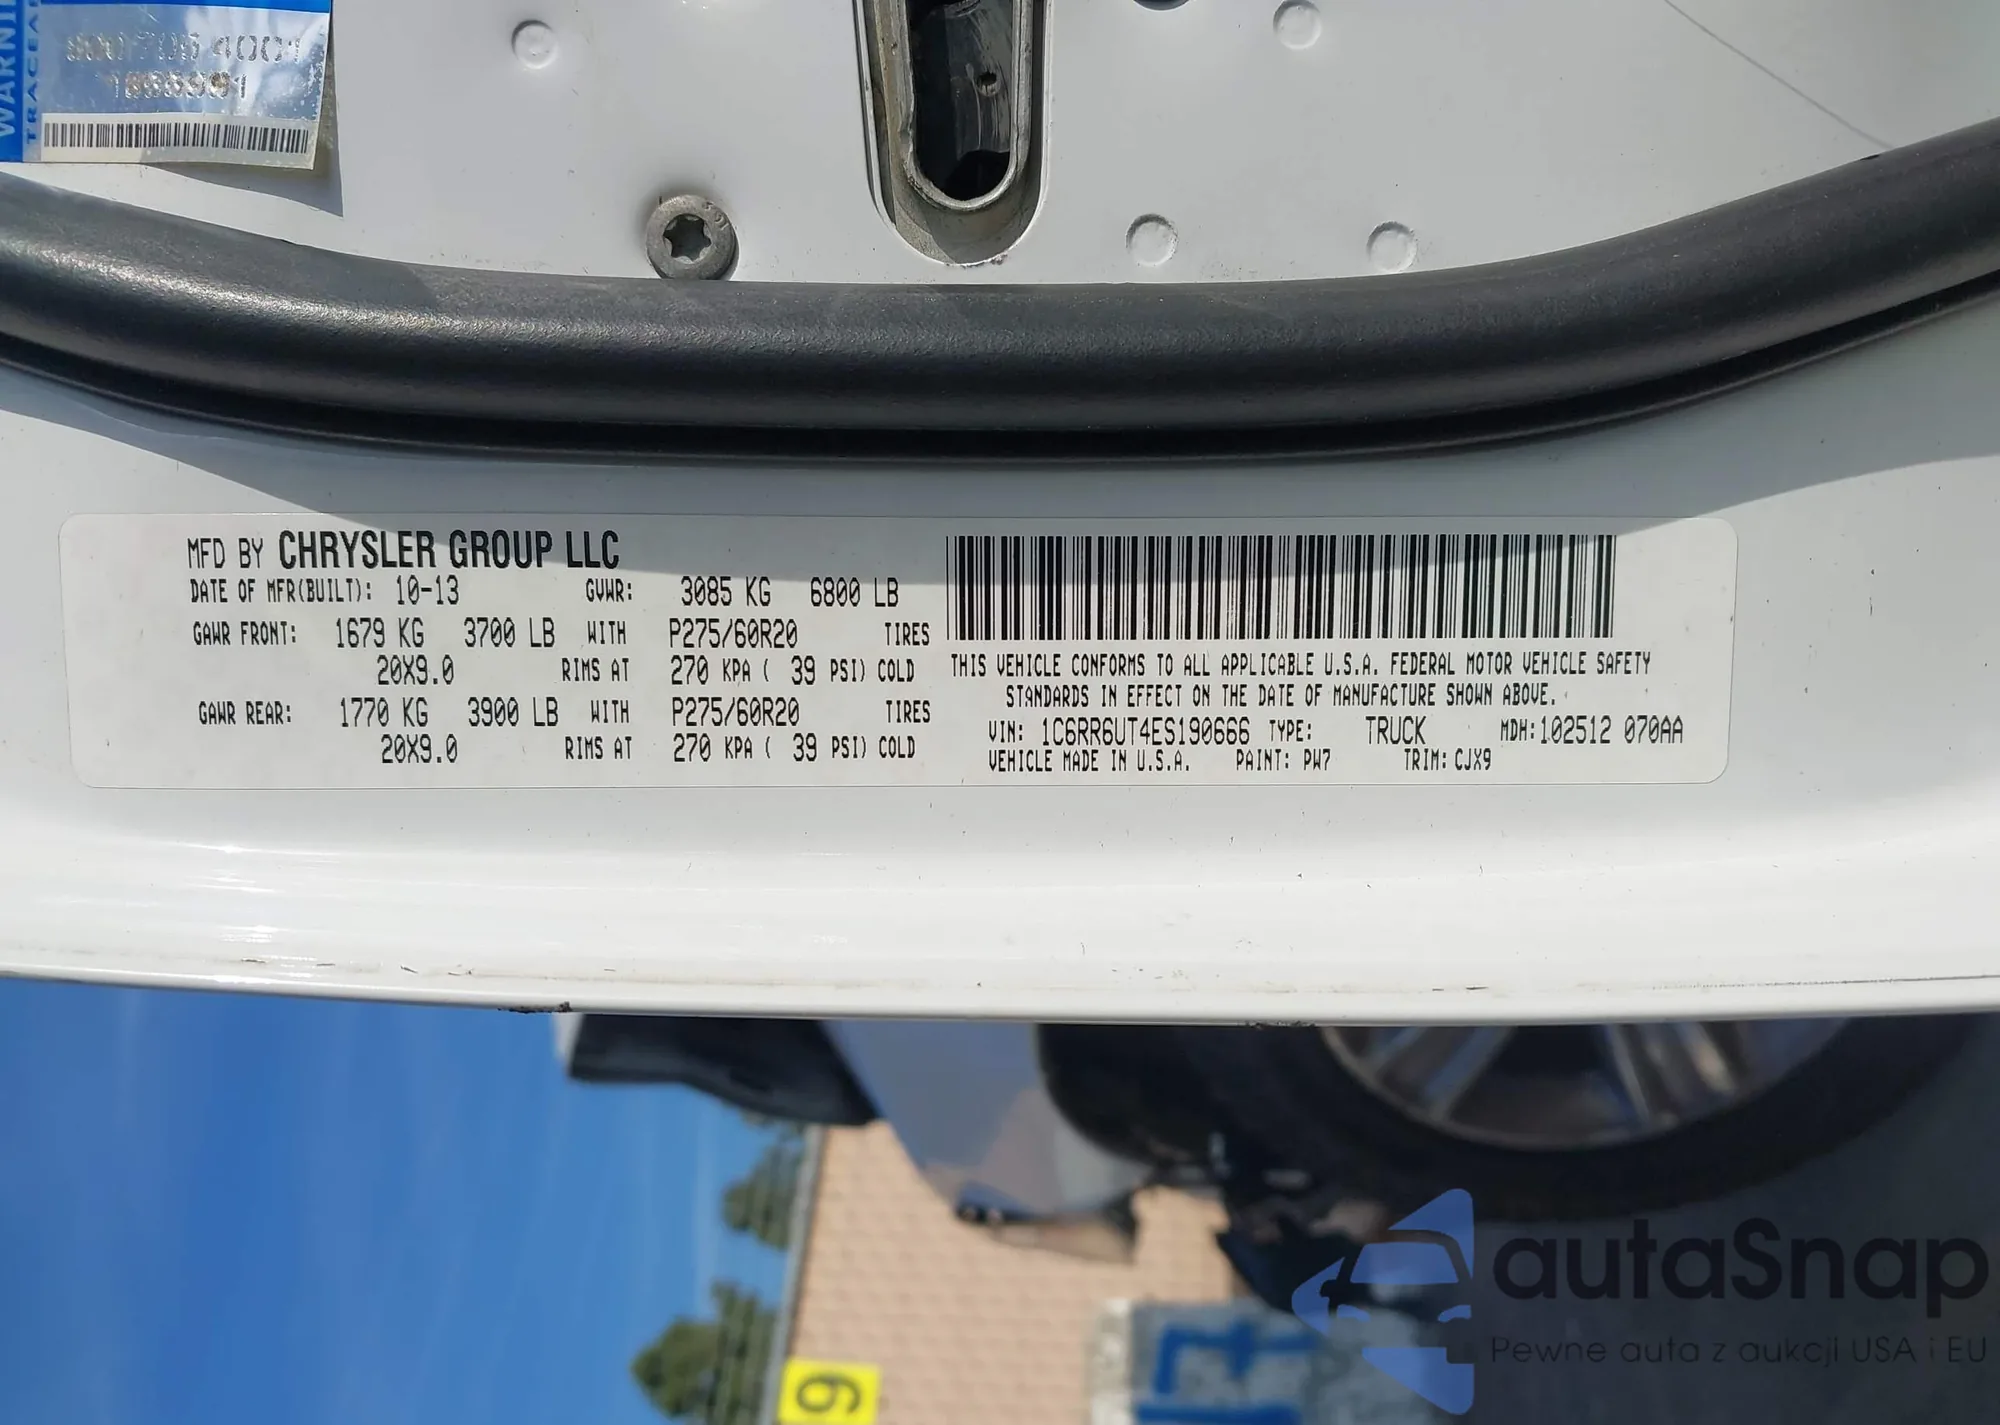 MFD BY CHRYSLER GROUP LLC
DATE OF MFR(BUILT): 10-13 GVWR: 3085 KG 6800 LB
GAWR FRONT: 1679 KG 3700 LB WITH P275/60R20 TIRES
20X9.0 RIMS AT 270 KPA ( 39 PSI) COLD
GAWR REAR: 1770 KG 3900 LB WITH P275/60R20 TIRES
20X9.0 RIMS AT 270 KPA ( 39 PSI) COLD
THIS VEHICLE CONFORMS TO ALL APPLICABLE U.S.A. FEDERAL MOTOR VEHICLE SAFETY
STANDARDS IN EFFECT ON THE DATE OF MANUFACTURE SHOWN ABOVE.
VIN: 1C6RR6UT4ES190666 TYPE: TRUCK MDH:102512 070AA
VEHICLE MADE IN U.S.A. PAINT: PW7 TRIM: CJX9
autaSnap
Pewne auta z aukcji USA i EU